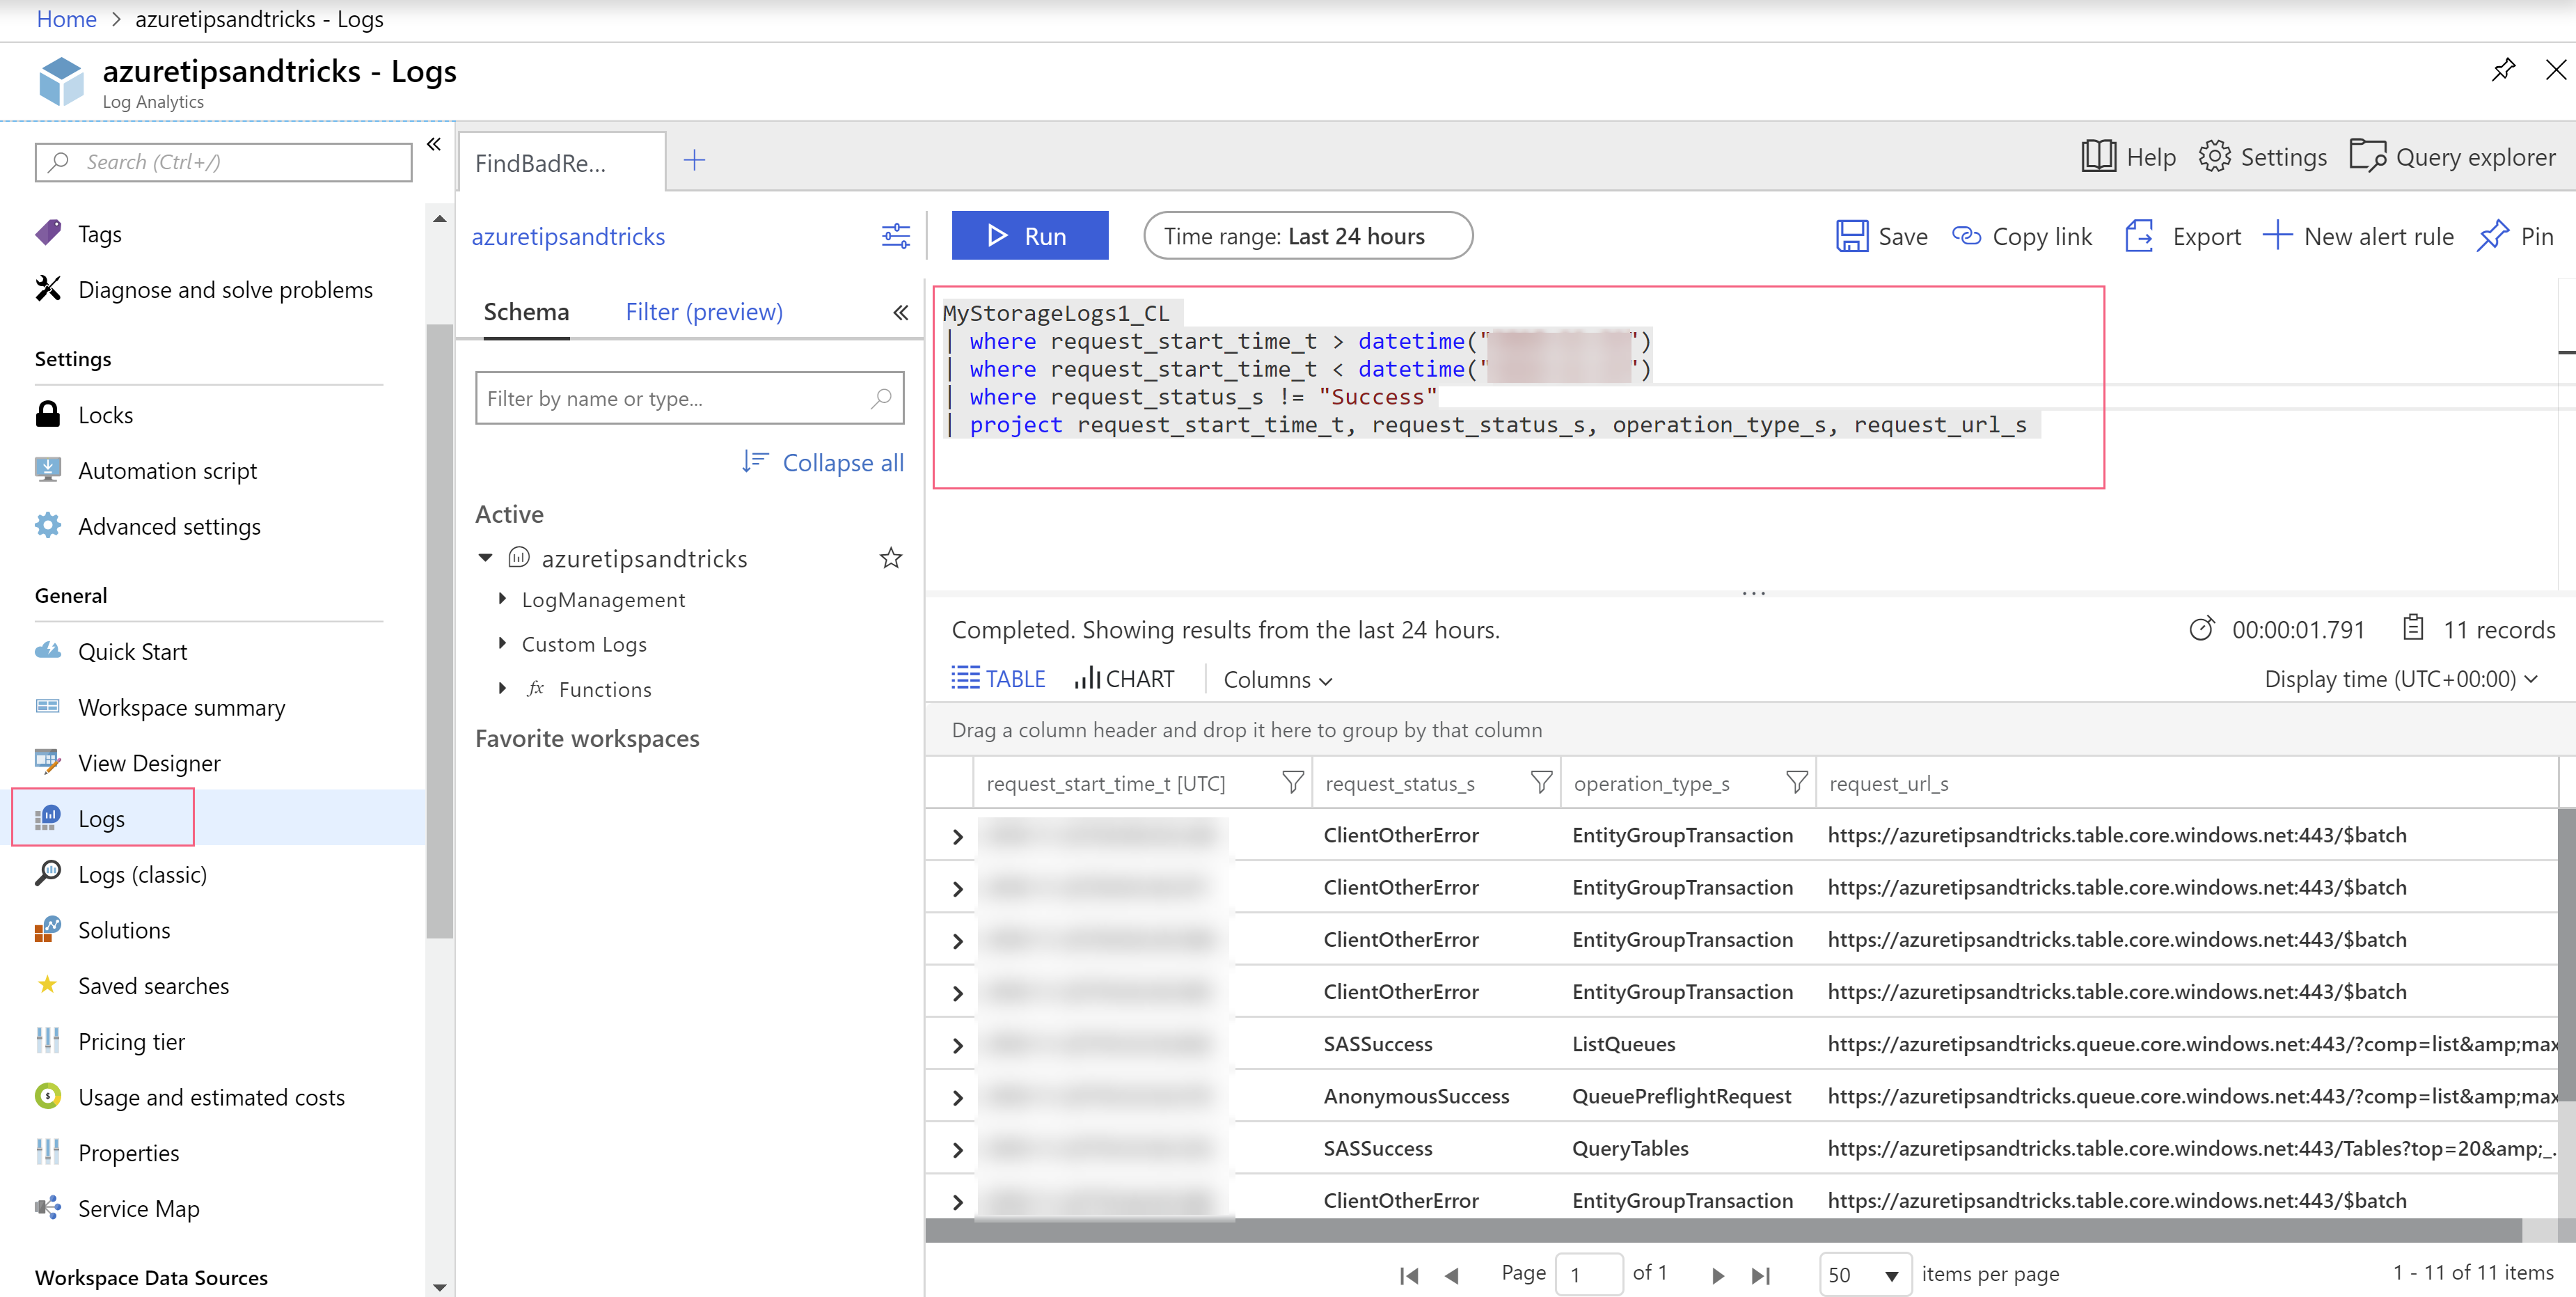 Home > azuretipsandtricks - Logs
azuretipsandtricks - Logs
Log Analytics
Search (Ctrl+/)
«
Tags
Diagnose and solve problems
Settings
Locks
Automation script
Advanced settings
General
Quick Start
Workspace summary
View Designer
Logs
Logs (classic)
Solutions
Saved searches
Pricing tier
Usage and estimated costs
Properties
Service Map
Workspace Data Sources
FindBadRe... +
Help Settings Query explorer
azuretipsandtricks
Run Time range: Last 24 hours
Save Copy link Export New alert rule Pin
Schema Filter (preview) «
Filter by name or type...
Collapse all
Active
azuretipsandtricks
LogManagement
Custom Logs
fx Functions
Favorite workspaces
MyStorageLogs1_CL
| where request_start_time_t > datetime(" ")
| where request_start_time_t < datetime(" ")
| where request_status_s != "Success"
| project request_start_time_t, request_status_s, operation_type_s, request_url_s
...
Completed. Showing results from the last 24 hours. 00:00:01.791 11 records
TABLE CHART Columns Display time (UTC+00:00)
Drag a column header and drop it here to group by that column
request_start_time_t [UTC] request_status_s operation_type_s request_url_s
ClientOtherError EntityGroupTransaction https://azuretipsandtricks.table.core.windows.net:443/$batch
ClientOtherError EntityGroupTransaction https://azuretipsandtricks.table.core.windows.net:443/$batch
ClientOtherError EntityGroupTransaction https://azuretipsandtricks.table.core.windows.net:443/$batch
ClientOtherError EntityGroupTransaction https://azuretipsandtricks.table.core.windows.net:443/$batch
SASSuccess ListQueues https://azuretipsandtricks.queue.core.windows.net:443/?comp=list&amp;max
AnonymousSuccess QueuePreflightRequest https://azuretipsandtricks.queue.core.windows.net:443/?comp=list&amp;max
SASSuccess QueryTables https://azuretipsandtricks.table.core.windows.net:443/Tables?top=20&amp;_..
ClientOtherError EntityGroupTransaction https://azuretipsandtricks.table.core.windows.net:443/$batch
Page 1 of 1 50 items per page 1 - 11 of 11 items